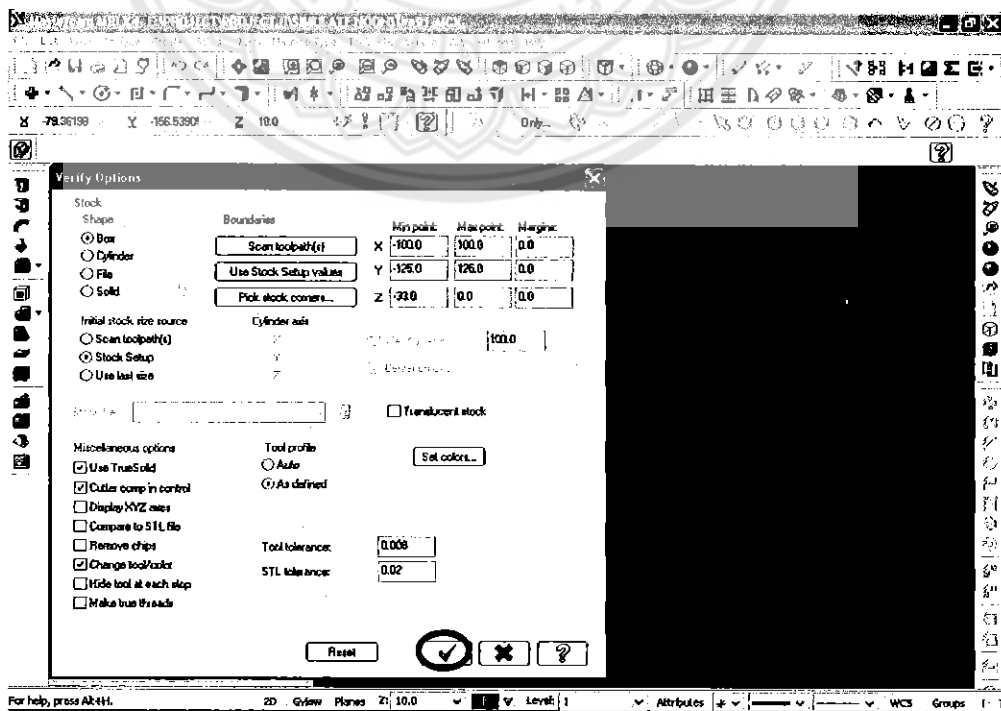 X -79.36199 Y -166.5390 Z 10.0
Verify Options
Stock
Shape
Box
Cylinder
File
Solid
Boundaries
Scan toolpath(s)
Use Stock Setup values
Pick stock corners...
Min point Max point Margins
X -100.0 100.0 0.0
Y -125.0 125.0 0.0
Z -33.0 0.0 0.0
Initial stock size source
Scan toolpath(s)
Stock Setup
Use last size
Cylinder axis
X
Y
Z
100.0
Translucent stock
Miscellaneous options
Use TrueSolid
Cutter comp in control
Display XYZ axes
Compare to STL file
Remove chips
Change tool/color
Hide tool at each stop
Make true threads
Tool profile
Auto
As defined
Set colors...
Tool tolerance:
STL tolerance: 0.02
Reset
For help, press Alt+H. 2D Gview Planes Z: 10.0 Level: 1 Attributes WCS Groups